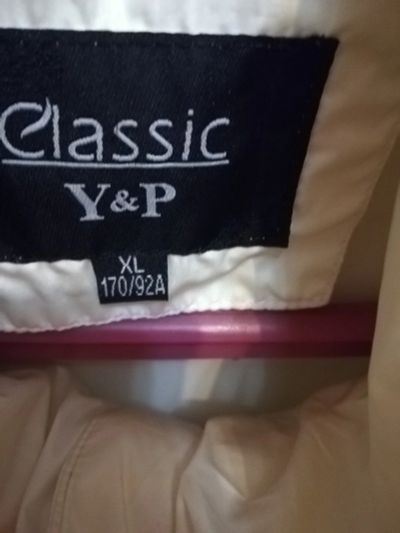 Classic
Y&P
XL
170/92A